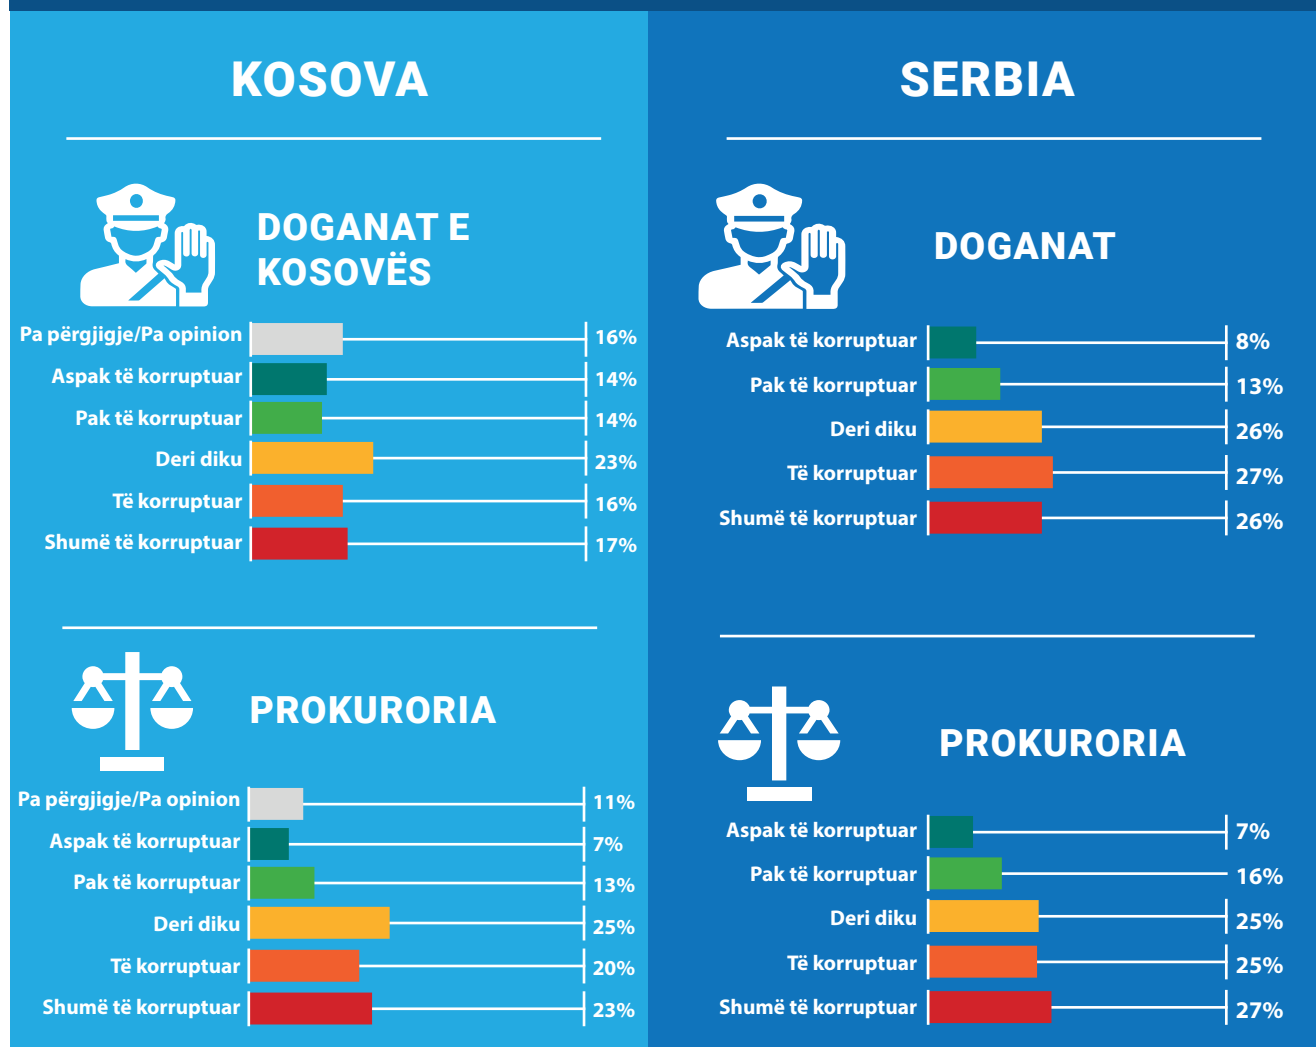 KOSOVA
DOGANAT E
KOSOVËS
Pa përgjigje/Pa opinion 16%
Aspak të korruptuar 14%
Pak të korruptuar 14%
Deri diku 23%
Të korruptuar 16%
Shumë të korruptuar 17%
PROKURORIA
Pa përgjigje/Pa opinion 11%
Aspak të korruptuar 7%
Pak të korruptuar 13%
Deri diku 25%
Të korruptuar 20%
Shumë të korruptuar 23%
SERBIA
DOGANAT
Aspak të korruptuar 8%
Pak të korruptuar 13%
Deri diku 26%
Të korruptuar 27%
Shumë të korruptuar 26%
PROKURORIA
Aspak të korruptuar 7%
Pak të korruptuar 16%
Deri diku 25%
Të korruptuar 25%
Shumë të korruptuar 27%